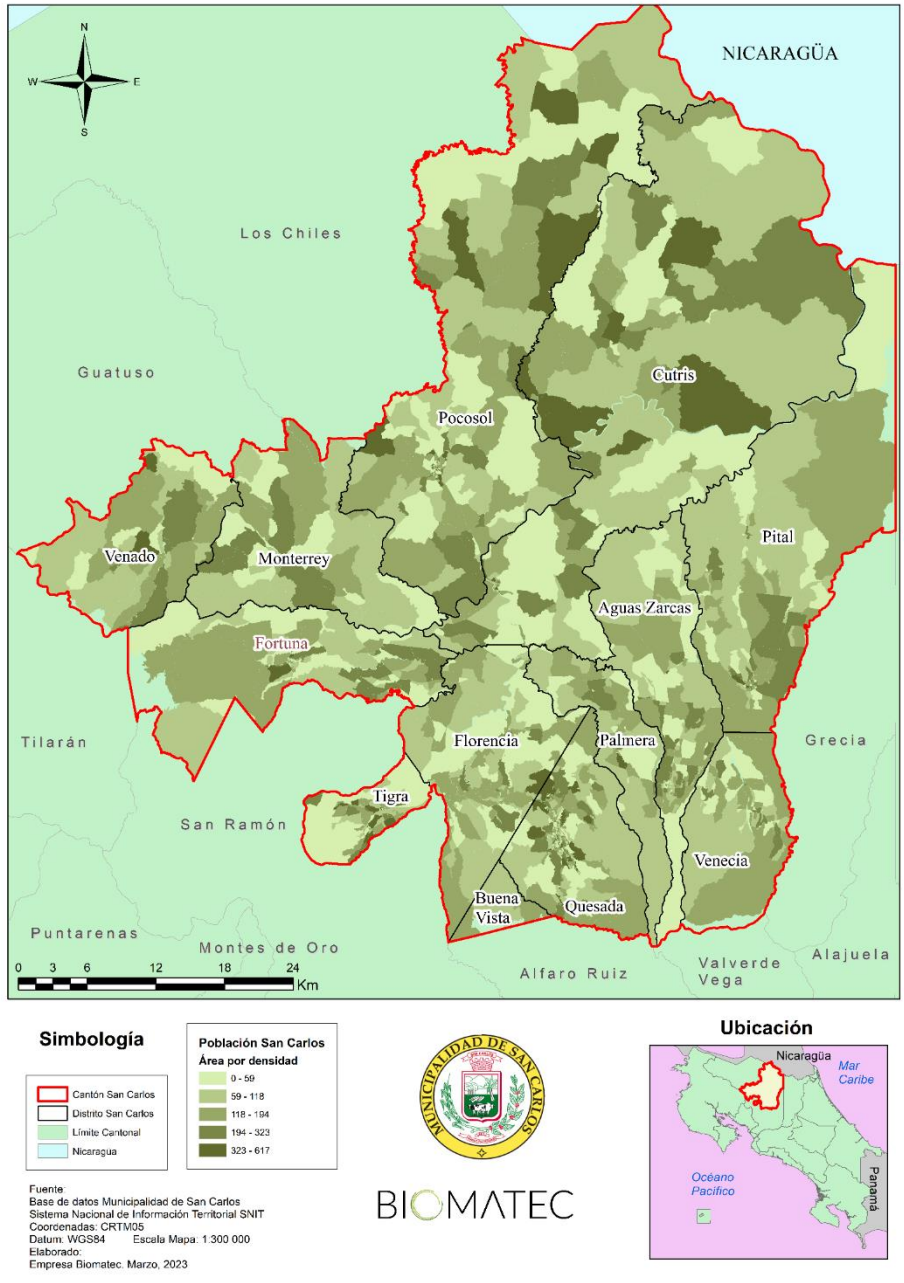 N
W
E
S
NICARAGÜA
Los Chiles
Guatuso
Cutris
Pocosol
Pital
Venado
Monterrey
Aguas Zarcas
Fortuna
Florencia
Palmera
Tilarán
Grecia
Tigra
San Ramón
Venecia
Buena
Vista
Quesada
Puntarenas
Montes de Oro
Alfaro Ruiz
Valverde
Vega
Alajuela
0 3 6 12 18 24
Km
Simbología
Cantón San Carlos
Distrito San Carlos
Límite Cantonal
Nicaragua
Población San Carlos
Área por densidad
0 - 59
59 - 118
118 - 194
194 - 323
323 - 617
MUNICIPALIDAD DE SAN CARLOS
BIOMATEC
Ubicación
Nicaragüa
Mar
Caribe
Océano
Pacífico
Panamá
Fuente:
Base de datos Municipalidad de San Carlos
Sistema Nacional de Información Territorial SNIT
Coordenadas: CRTM05
Datum: WGS84 Escala Mapa: 1:300 000
Elaborado:
Empresa Biomatec. Marzo, 2023